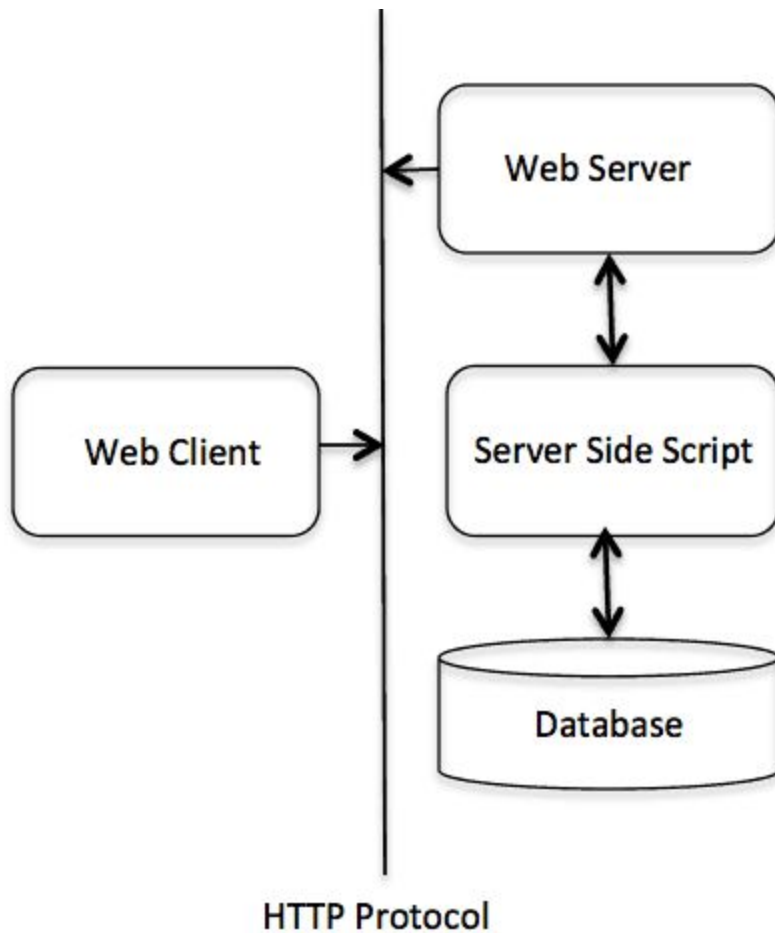 Web Server
Web Client
Server Side Script
Database
HTTP Protocol